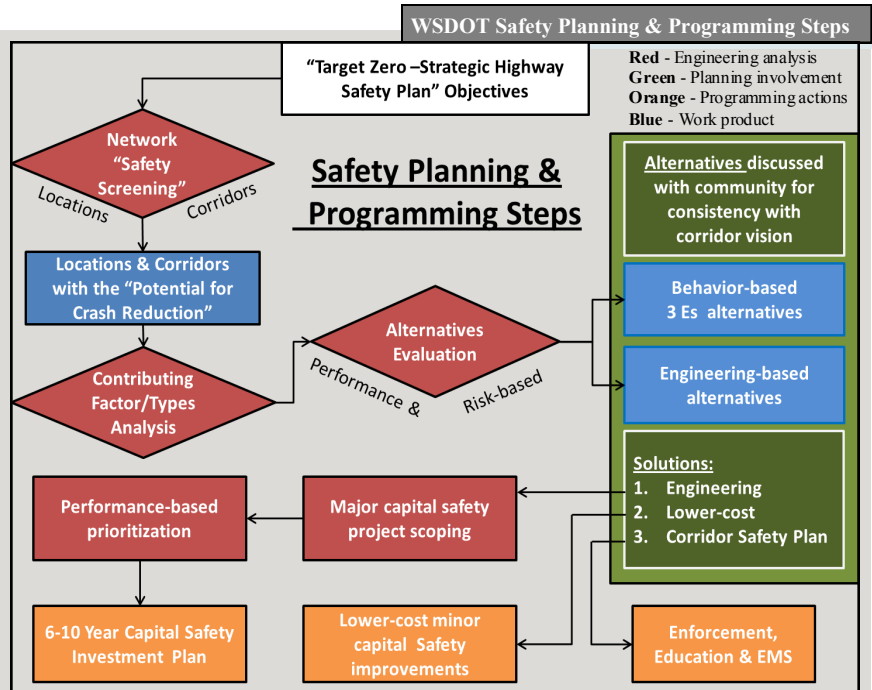 WSDOT Safety Planning & Programming Steps
“Target Zero –Strategic Highway
Safety Plan” Objectives
Red - Engineering analysis
Green - Planning involvement
Orange - Programming actions
Blue - Work product
Network
“Safety
Screening”
Locations
Corridors
Safety Planning &
Programming Steps
Alternatives discussed
with community for
consistency with
corridor vision
Locations & Corridors
with the “Potential for
Crash Reduction”
Behavior-based
3 Es alternatives
Alternatives
Evaluation
Performance &
Risk-based
Engineering-based
alternatives
Contributing
Factor/Types
Analysis
Solutions:
1. Engineering
2. Lower-cost
3. Corridor Safety Plan
Performance-based
prioritization
Major capital safety
project scoping
6-10 Year Capital Safety
Investment Plan
Lower-cost minor
capital Safety
improvements
Enforcement,
Education & EMS